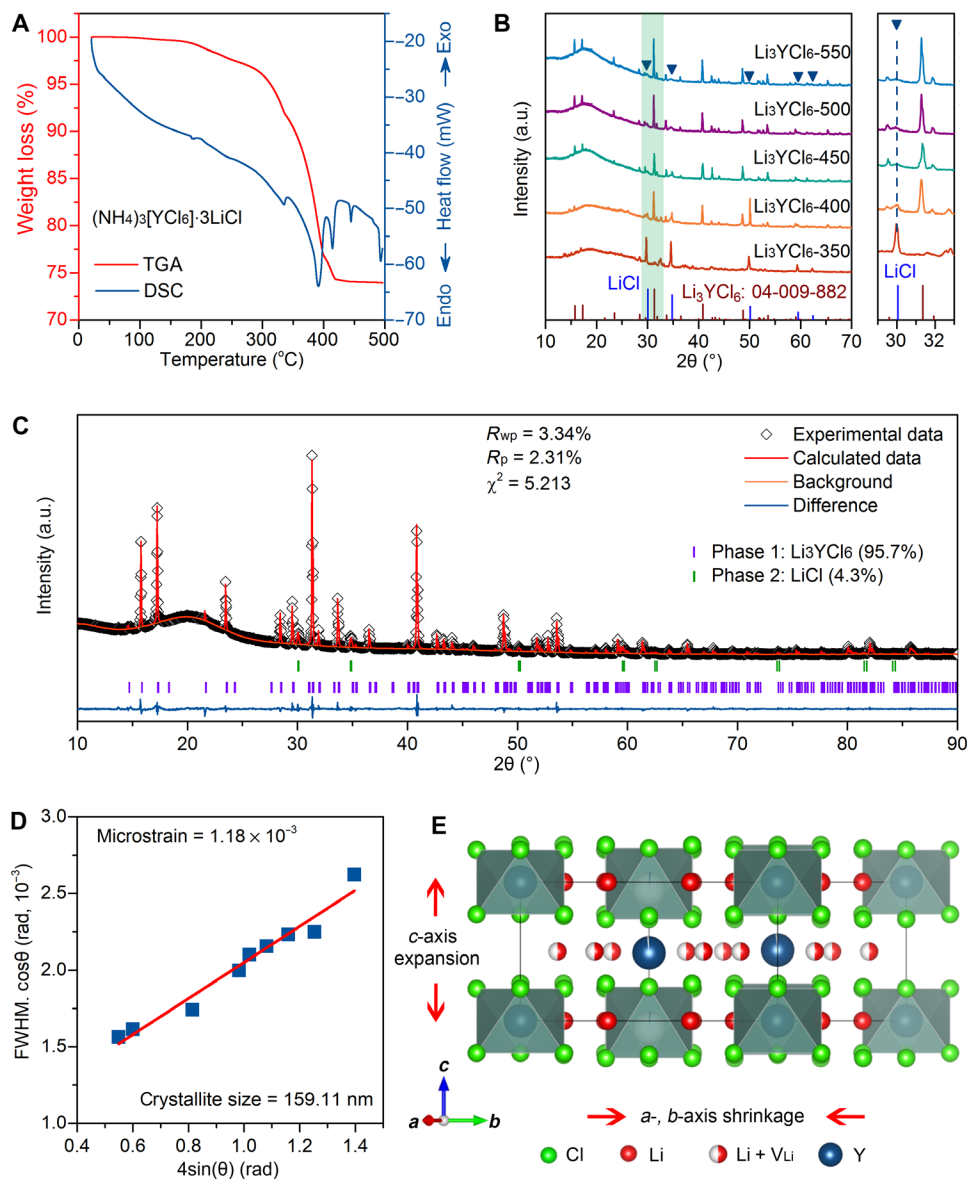 A
100
95
90
85
80
75
70
Weight loss (%)
(NH₄)₃[YCl₆]·3LiCl
TGA
DSC
0 100 200 300 400 500
Temperature (°C)
−20
−30
−40
−50
−60
−70
Endo Heat flow (mW) Exo
B
Intensity (a.u.)
Li₃YCl₆-550
Li₃YCl₆-500
Li₃YCl₆-450
Li₃YCl₆-400
Li₃YCl₆-350
LiCl
Li₃YCl₆: 04-009-882
10 20 30 40 50 60 70
2θ (°)
LiCl
30 32
C
Intensity (a.u.)
Rwp = 3.34%
Rp = 2.31%
χ² = 5.213
Experimental data
Calculated data
Background
Difference
Phase 1: Li₃YCl₆ (95.7%)
Phase 2: LiCl (4.3%)
10 20 30 40 50 60 70 80 90
2θ (°)
D
FWHM. cosθ (rad, 10⁻³)
3.0
2.5
2.0
1.5
1.0
Microstrain = 1.18 × 10⁻³
Crystallite size = 159.11 nm
0.4 0.6 0.8 1.0 1.2 1.4
4sin(θ) (rad)
E
c-axis
expansion
c
a
b
a-, b-axis shrinkage
Cl
Li
Li + VLi
Y